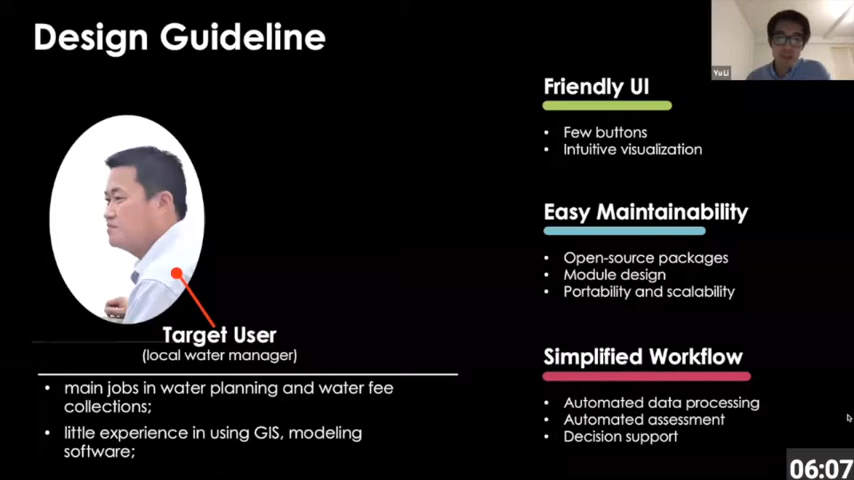 Design Guideline
Yu Li
Friendly UI
• Few buttons
• Intuitive visualization
Easy Maintainability
• Open-source packages
• Module design
• Portability and scalability
Target User
(local water manager)
• main jobs in water planning and water fee
collections;
• little experience in using GIS, modeling
software;
Simplified Workflow
• Automated data processing
• Automated assessment
• Decision support
06:07